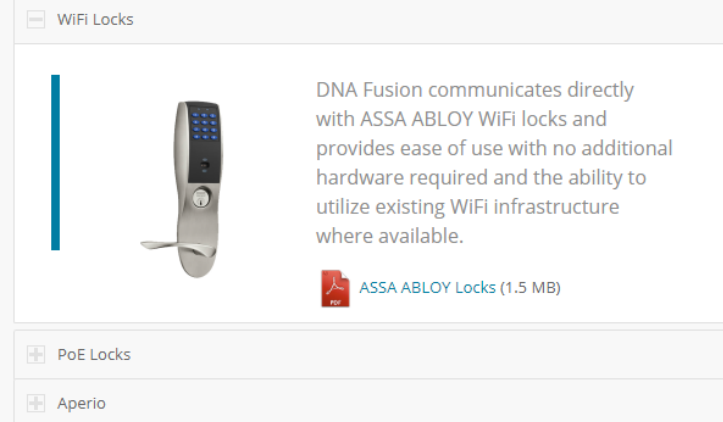 WiFi Locks
DNA Fusion communicates directly
with ASSA ABLOY WiFi locks and
provides ease of use with no additional
hardware required and the ability to
utilize existing WiFi infrastructure
where available.
PDF
ASSA ABLOY Locks (1.5 MB)
PoE Locks
Aperio